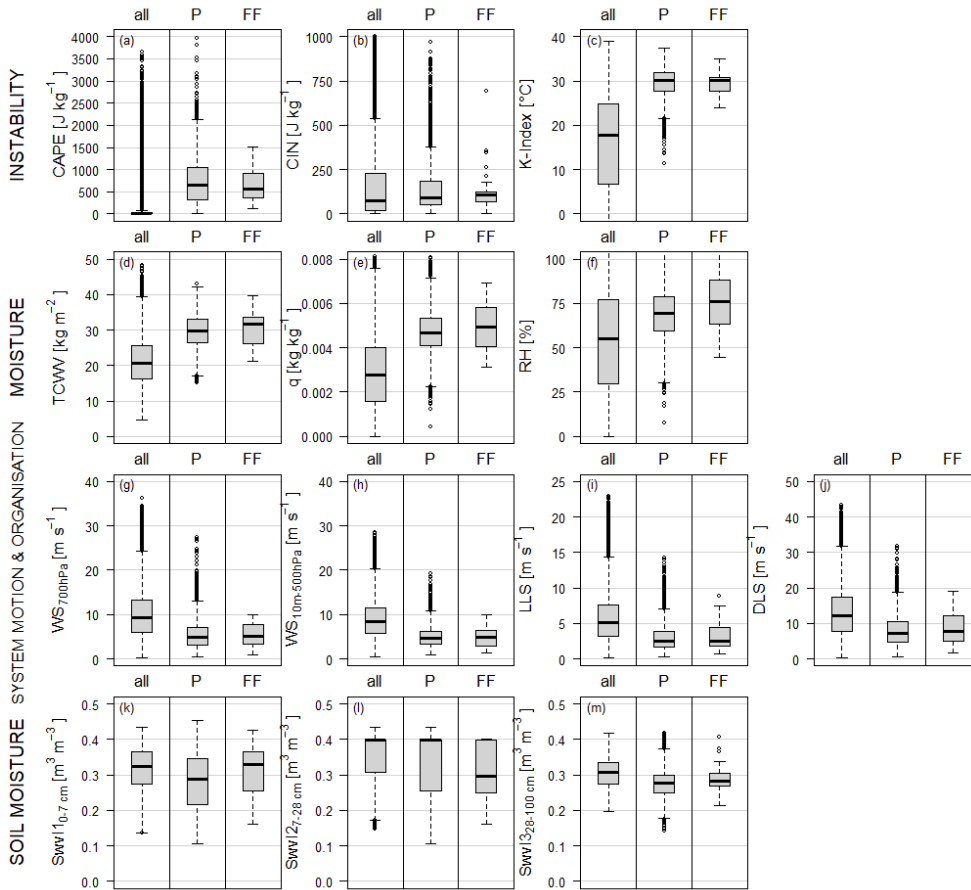 all P FF all P FF all P FF
INSTABILITY
CAPE [J kg⁻¹]
4000
3500
3000
2500
2000
1500
1000
500
0
(a)
CIN [J kg⁻¹]
1000
750
500
250
0
(b)
K-Index [°C]
40
30
20
10
0
(c)
all P FF all P FF all P FF
MOISTURE
TCWV [kg m⁻²]
50
40
30
20
10
0
(d)
q [kg kg⁻¹]
0.008
0.006
0.004
0.002
0.000
(e)
RH [%]
100
75
50
25
0
(f)
all P FF all P FF all P FF all P FF
SYSTEM MOTION & ORGANISATION
WS700hPa [m s⁻¹]
40
30
20
10
0
(g)
WS10m-500hPa [m s⁻¹]
40
30
20
10
0
(h)
LLS [m s⁻¹]
25
20
15
10
5
0
(i)
DLS [m s⁻¹]
50
40
30
20
10
0
(j)
all P FF all P FF all P FF
SOIL MOISTURE
Swvl10-7 cm [m³ m⁻³]
0.5
0.4
0.3
0.2
0.1
0.0
(k)
Swvl27-28 cm [m³ m⁻³]
0.5
0.4
0.3
0.2
0.1
0.0
(l)
Swvl328-100 cm [m³ m⁻³]
0.5
0.4
0.3
0.2
0.1
0.0
(m)